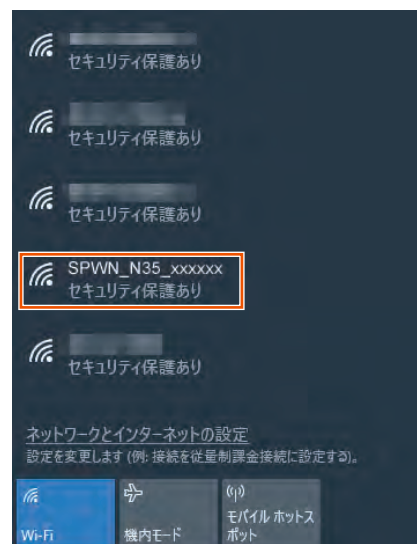 セキュリティ保護あり
セキュリティ保護あり
セキュリティ保護あり
SPWN_N35_xxxxxx
セキュリティ保護あり
セキュリティ保護あり
ネットワークとインターネットの設定
設定を変更します (例: 接続を従量制課金接続に設定する)。
Wi-Fi
機内モード
モバイル ホットス
ポット